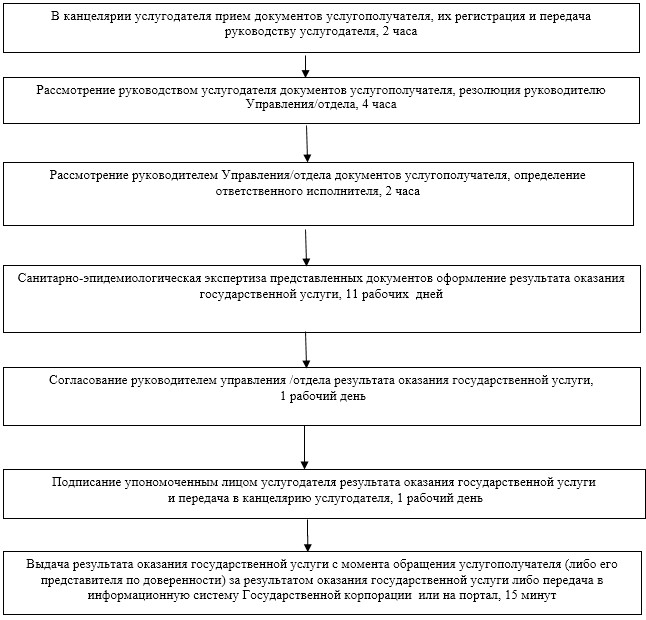 В канцелярии услугодателя прием документов услугополучателя, их регистрация и передача
руководству услугодателя, 2 часа
Рассмотрение руководством услугодателя документов услугополучателя, резолюция руководителю
Управления/отдела, 4 часа
Рассмотрение руководителем Управления/отдела документов услугополучателя, определение
ответственного исполнителя, 2 часа
Санитарно-эпидемиологическая экспертиза представленных документов оформление результата оказания
государственной услуги, 11 рабочих дней
Согласование руководителем управления /отдела результата оказания государственной услуги,
1 рабочий день
Подписание упономоченным лицом услугодателя результата оказания государственной услуги
и передача в канцелярию услугодателя, 1 рабочий день
Выдача результата оказания государственной услуги с момента обращения услугополучателя (либо его
представителя по доверенности) за результатом оказания государственной услуги либо передача в
информационную систему Государственной корпорации или на портал, 15 минут